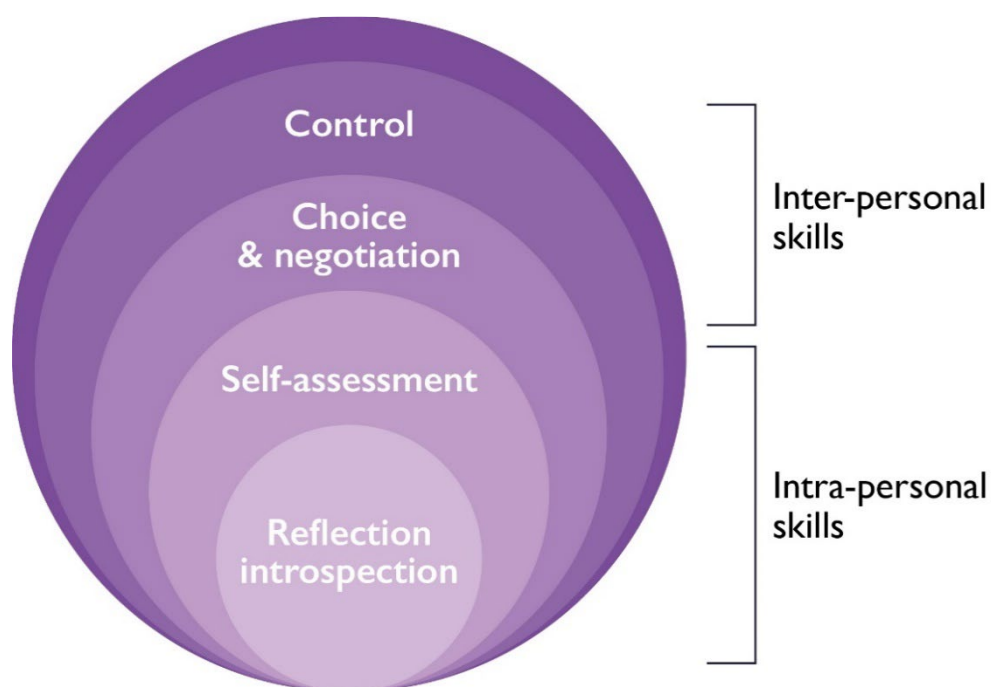 Control
Choice
& negotiation
Self-assessment
Reflection
introspection
Inter-personal
skills
Intra-personal
skills